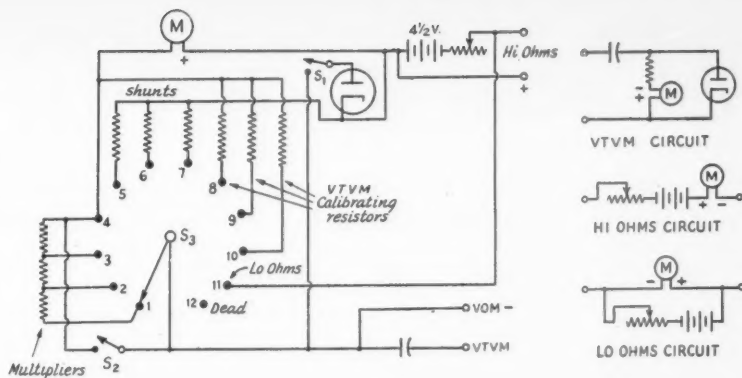 M
+
4½V.
Hi Ohms
+
S1
shunts
5
6
7
8
9
10
11
12
1
2
3
4
VTVM
Calibrating
resistors
S3
Lo Ohms
Dead
VOM -
VTVM
S2
Multipliers
-
+
M
VTVM CIRCUIT
M
+ -
HI OHMS CIRCUIT
M
- +
LO OHMS CIRCUIT